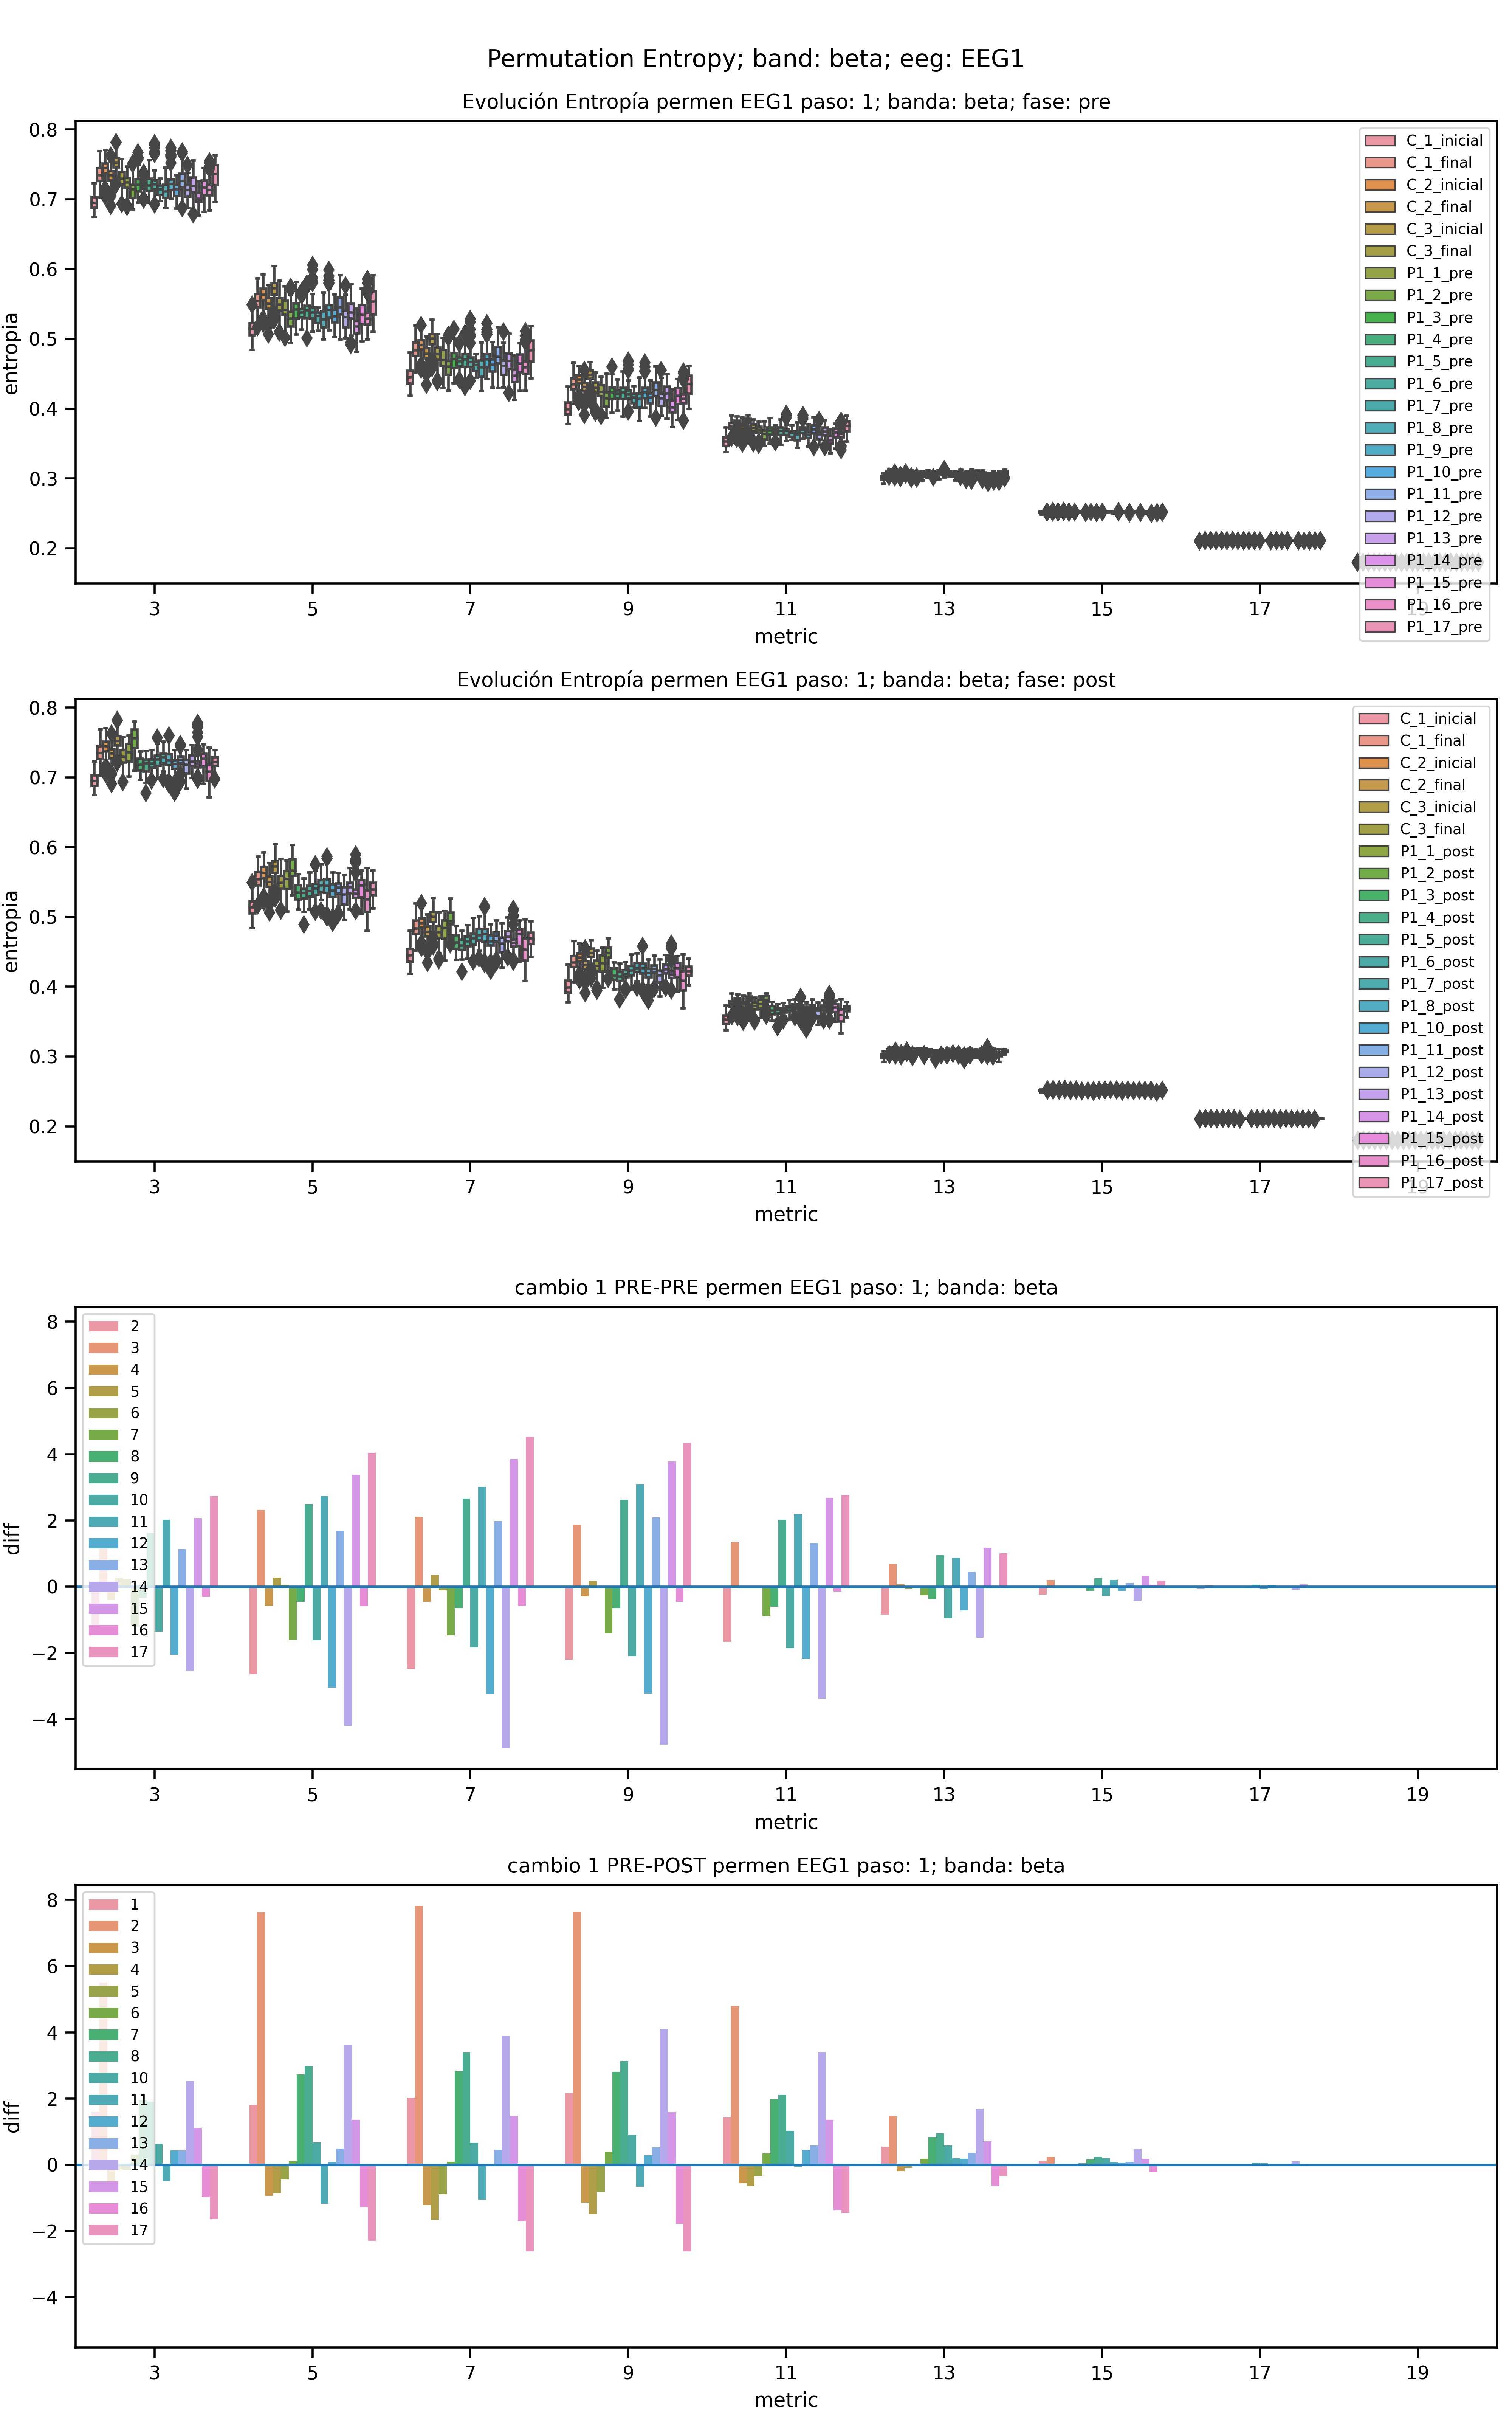 Permutation Entropy; band: beta; eeg: EEG1
Evolución Entropía permen EEG1 paso: 1; banda: beta; fase: pre
entropia
0.8
0.7
0.6
0.5
0.4
0.3
0.2
C_1_inicial
C_1_final
C_2_inicial
C_2_final
C_3_inicial
C_3_final
P1_1_pre
P1_2_pre
P1_3_pre
P1_4_pre
P1_5_pre
P1_6_pre
P1_7_pre
P1_8_pre
P1_9_pre
P1_10_pre
P1_11_pre
P1_12_pre
P1_13_pre
P1_14_pre
P1_15_pre
P1_16_pre
P1_17_pre
3 5 7 9 11 13 15 17 19
metric
Evolución Entropía permen EEG1 paso: 1; banda: beta; fase: post
entropia
0.8
0.7
0.6
0.5
0.4
0.3
0.2
C_1_inicial
C_1_final
C_2_inicial
C_2_final
C_3_inicial
C_3_final
P1_1_post
P1_2_post
P1_3_post
P1_4_post
P1_5_post
P1_6_post
P1_7_post
P1_8_post
P1_10_post
P1_11_post
P1_12_post
P1_13_post
P1_14_post
P1_15_post
P1_16_post
P1_17_post
3 5 7 9 11 13 15 17 19
metric
cambio 1 PRE-PRE permen EEG1 paso: 1; banda: beta
diff
8
6
4
2
0
−2
−4
2
3
4
5
6
7
8
9
10
11
12
13
14
15
16
17
3 5 7 9 11 13 15 17 19
metric
cambio 1 PRE-POST permen EEG1 paso: 1; banda: beta
diff
8
6
4
2
0
−2
−4
1
2
3
4
5
6
7
8
10
11
12
13
14
15
16
17
3 5 7 9 11 13 15 17 19
metric